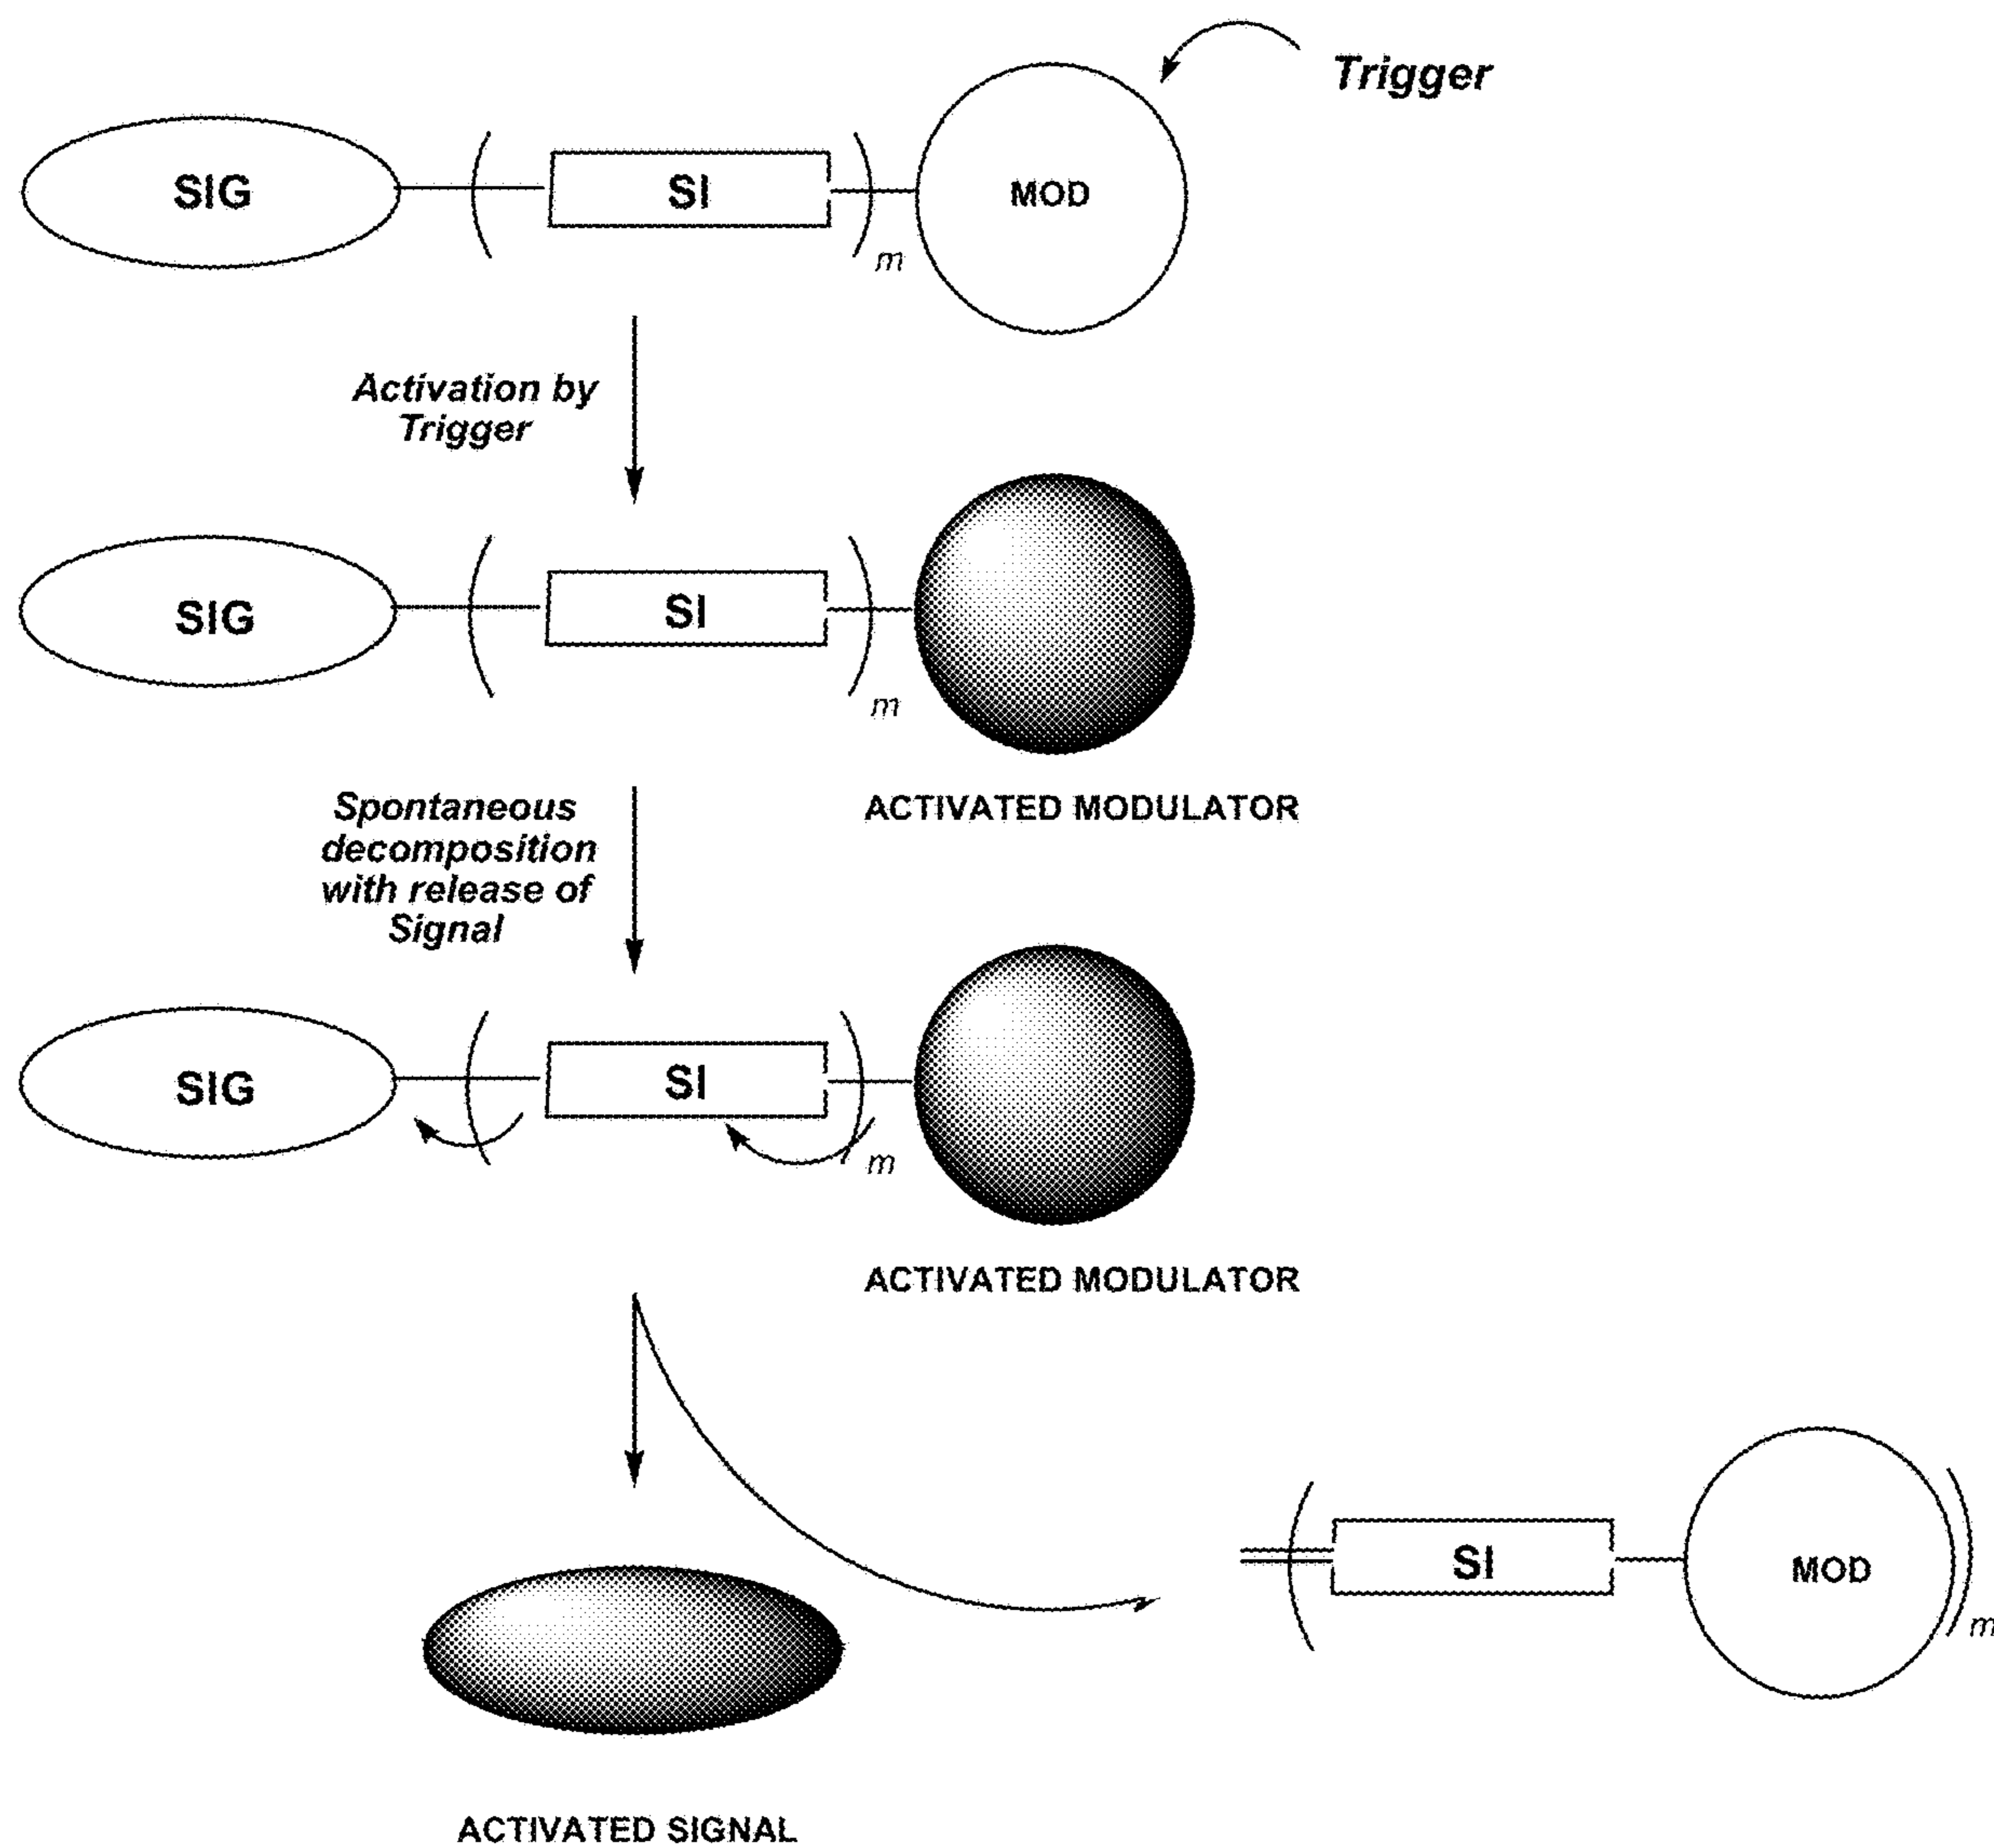 Trigger
SIG
SI
MOD
m
Activation by
Trigger
SIG
SI
m
ACTIVATED MODULATOR
Spontaneous
decomposition
with release of
Signal
SIG
SI
m
ACTIVATED MODULATOR
SI
MOD
m
ACTIVATED SIGNAL